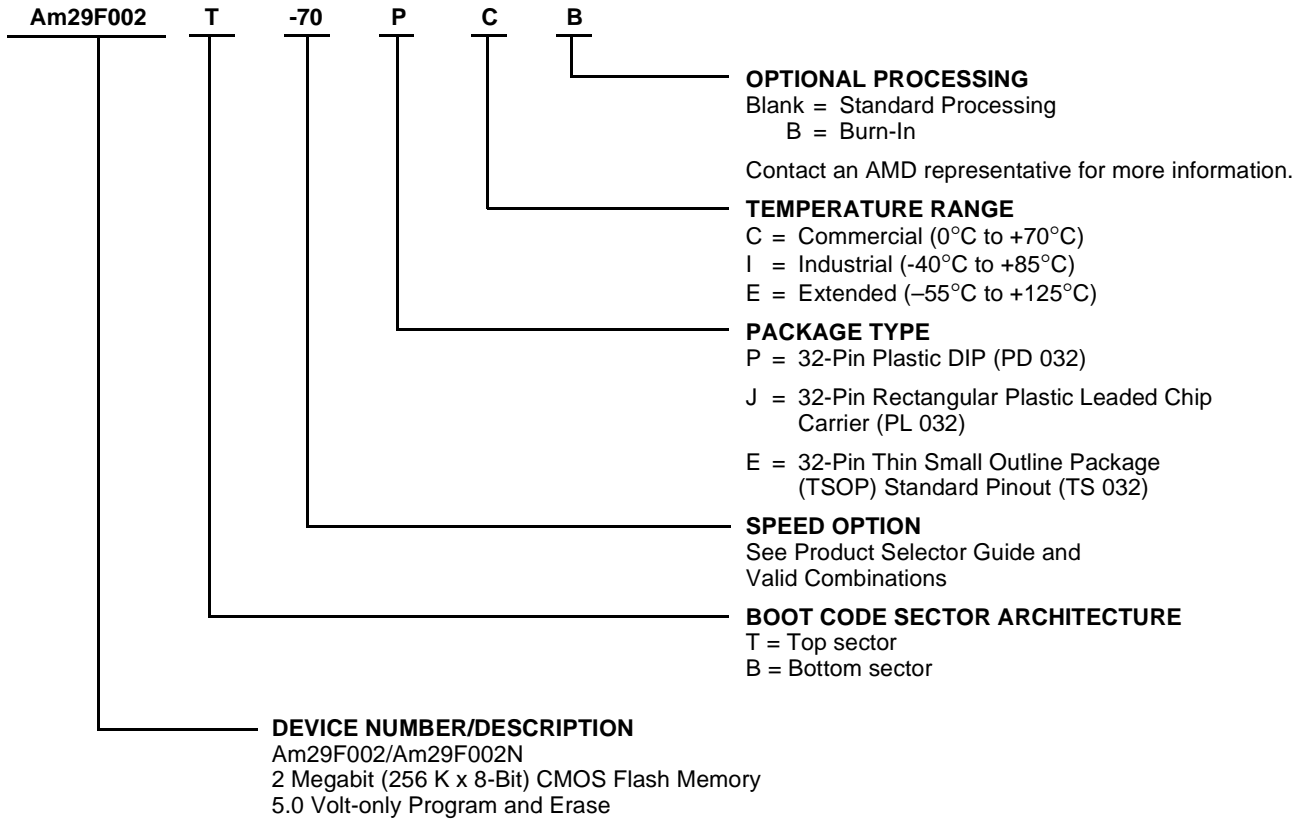 Am29F002 T -70 P C B
OPTIONAL PROCESSING
Blank = Standard Processing
B = Burn-In
Contact an AMD representative for more information.
TEMPERATURE RANGE
C = Commercial (0°C to +70°C)
I = Industrial (-40°C to +85°C)
E = Extended (–55°C to +125°C)
PACKAGE TYPE
P = 32-Pin Plastic DIP (PD 032)
J = 32-Pin Rectangular Plastic Leaded Chip
Carrier (PL 032)
E = 32-Pin Thin Small Outline Package
(TSOP) Standard Pinout (TS 032)
SPEED OPTION
See Product Selector Guide and
Valid Combinations
BOOT CODE SECTOR ARCHITECTURE
T = Top sector
B = Bottom sector
DEVICE NUMBER/DESCRIPTION
Am29F002/Am29F002N
2 Megabit (256 K x 8-Bit) CMOS Flash Memory
5.0 Volt-only Program and Erase